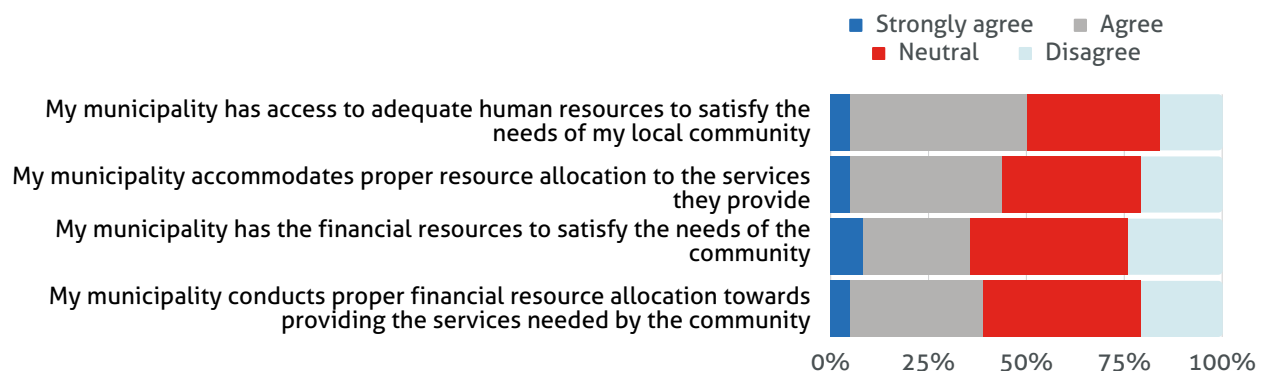 Strongly agree Agree
Neutral Disagree
My municipality has access to adequate human resources to satisfy the
needs of my local community
My municipality accommodates proper resource allocation to the services
they provide
My municipality has the financial resources to satisfy the needs of the
community
My municipality conducts proper financial resource allocation towards
providing the services needed by the community
0% 25% 50% 75% 100%